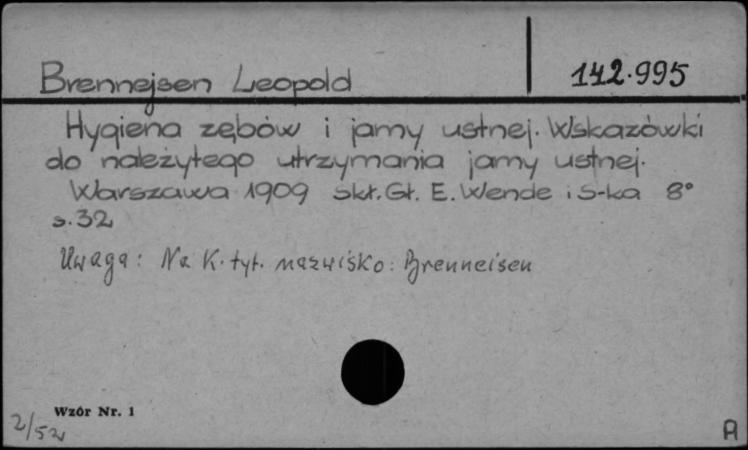 Brennejsen Leopold
142.995
Hygiena zębów i jamy ustnej. Wskazówki
do należytego utrzymania jamy ustnej.
Warszawa 1909 Skł. Gł. E. Wende i S-ka 8°
s. 32
Uwaga: Na K. tyt. nazwisko: Brenneisen
Wzór Nr. 1
2/52
A